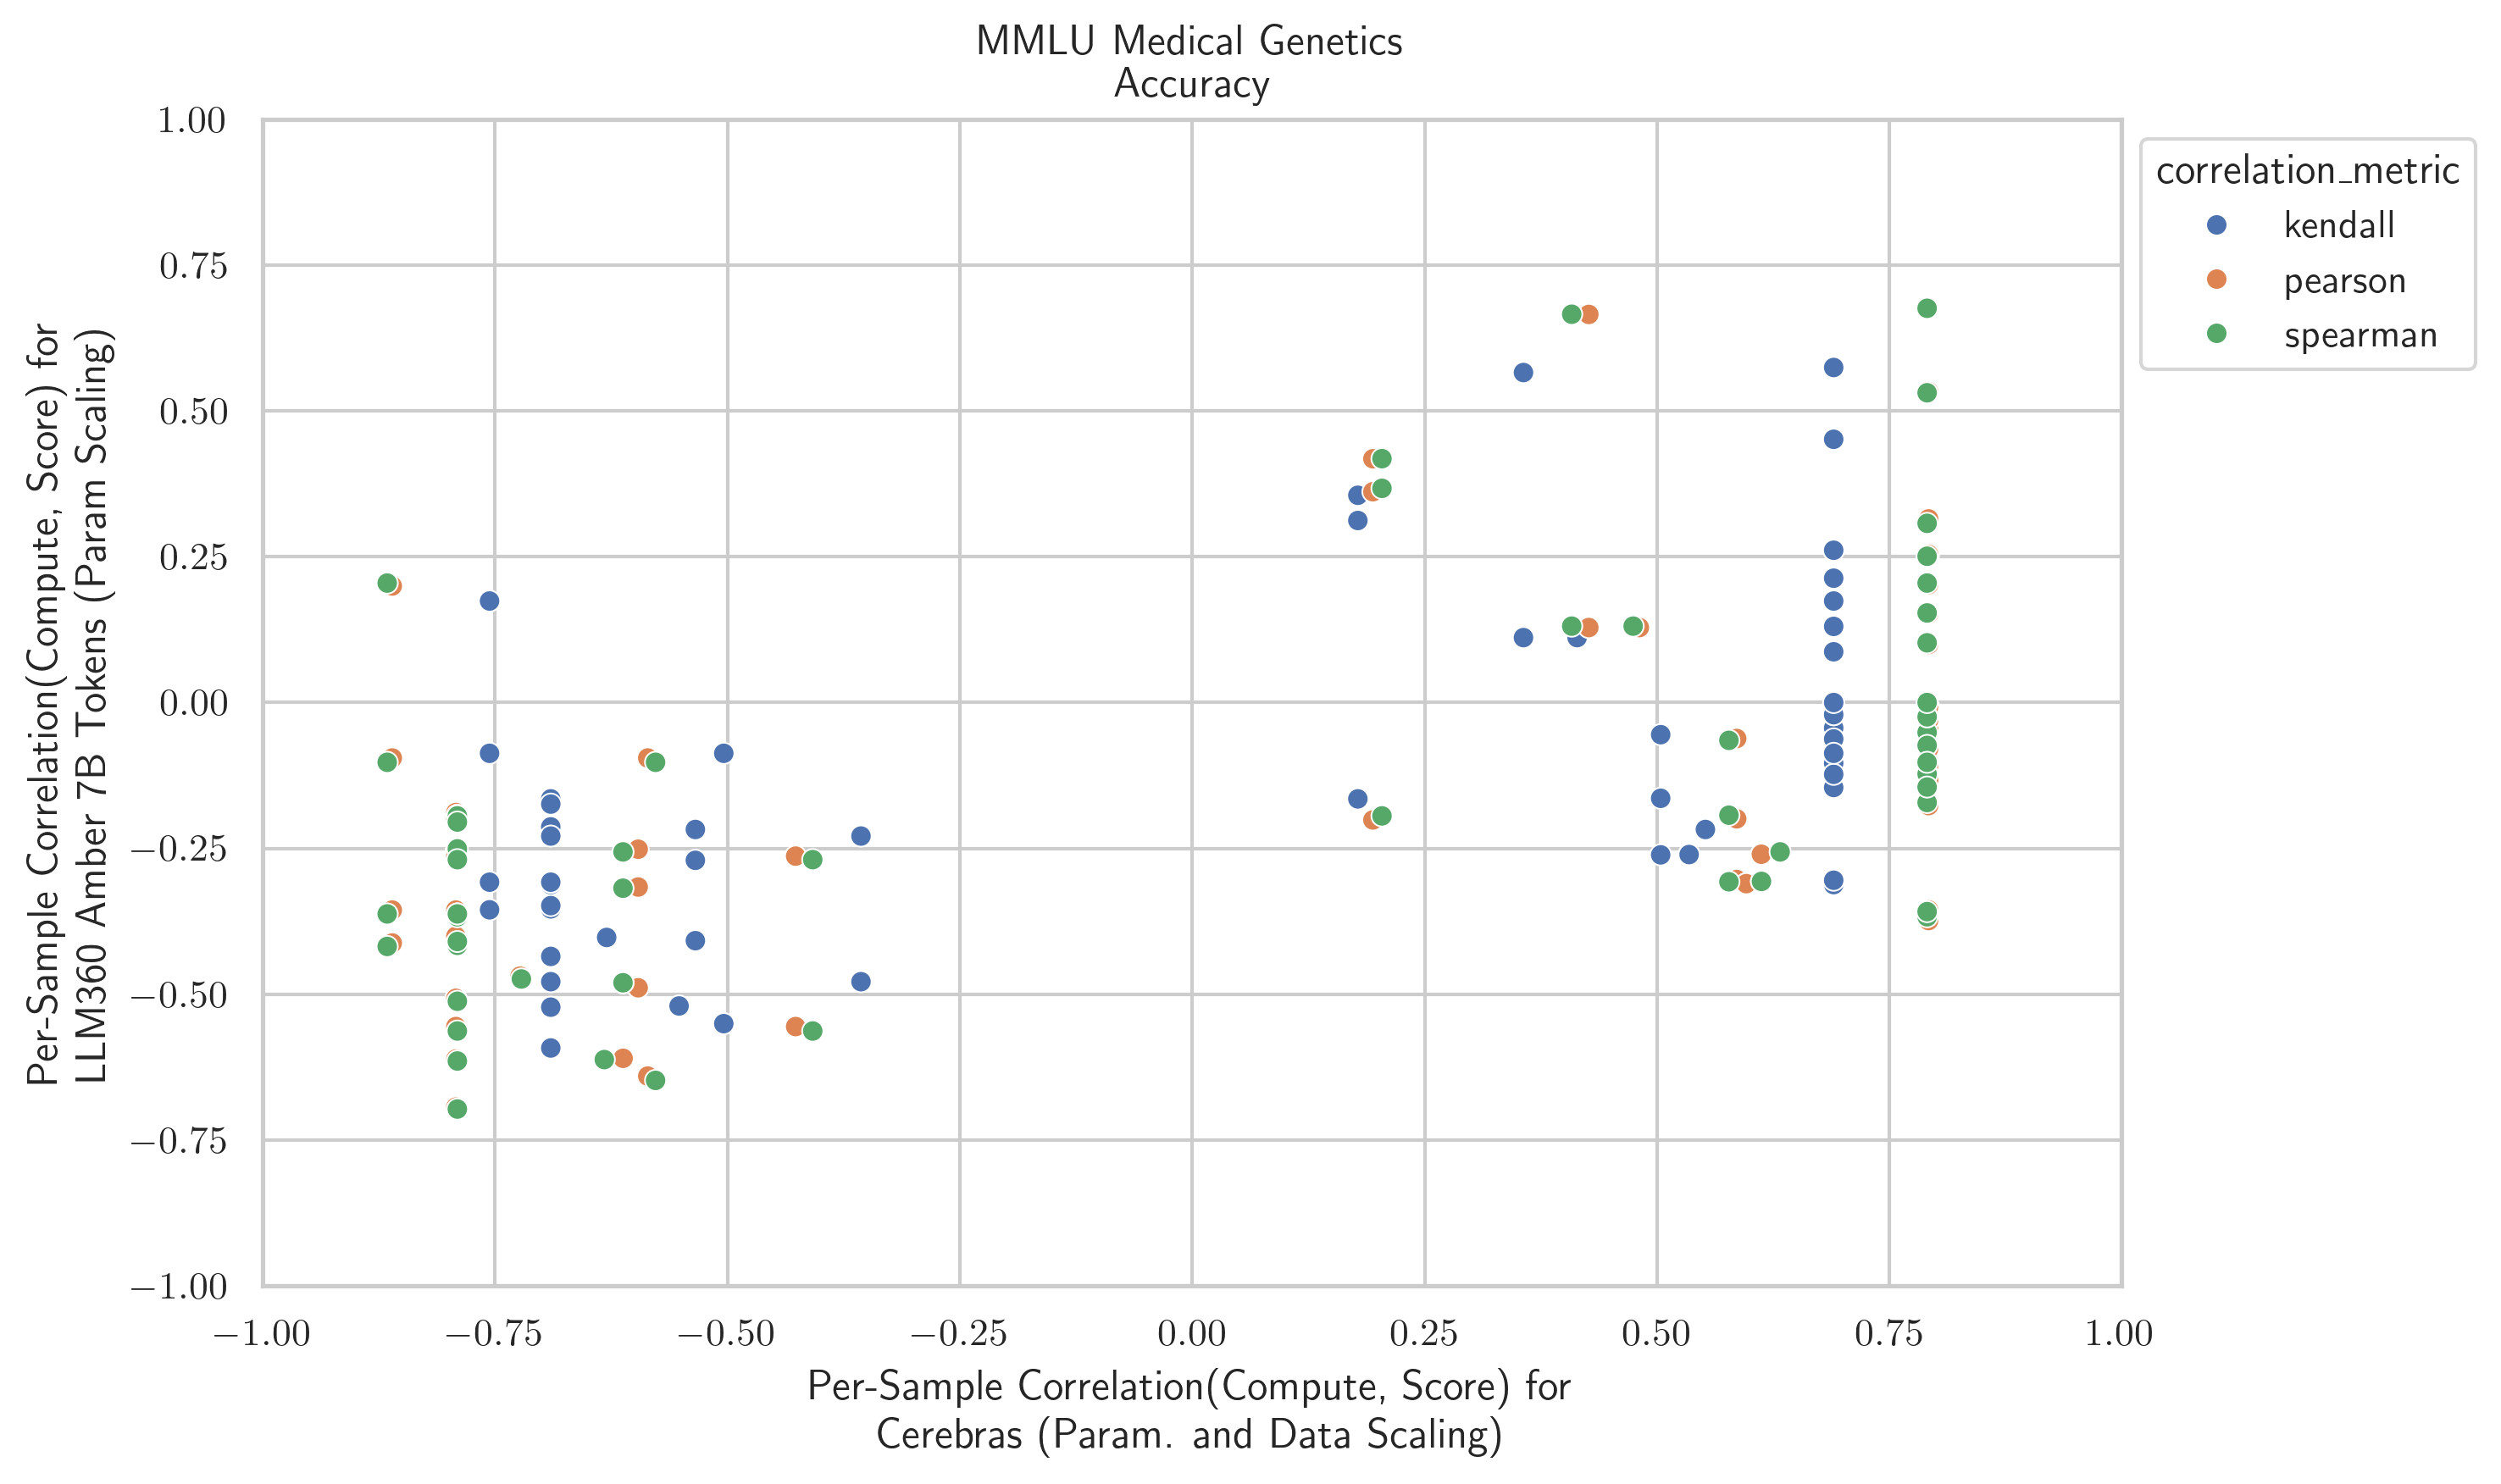 MMLU Medical Genetics
Accuracy
Per-Sample Correlation(Compute, Score) for
LLM360 Amber 7B Tokens (Param Scaling)
1.00
0.75
0.50
0.25
0.00
−0.25
−0.50
−0.75
−1.00
−1.00 −0.75 −0.50 −0.25 0.00 0.25 0.50 0.75 1.00
Per-Sample Correlation(Compute, Score) for
Cerebras (Param. and Data Scaling)
correlation_metric
kendall
pearson
spearman